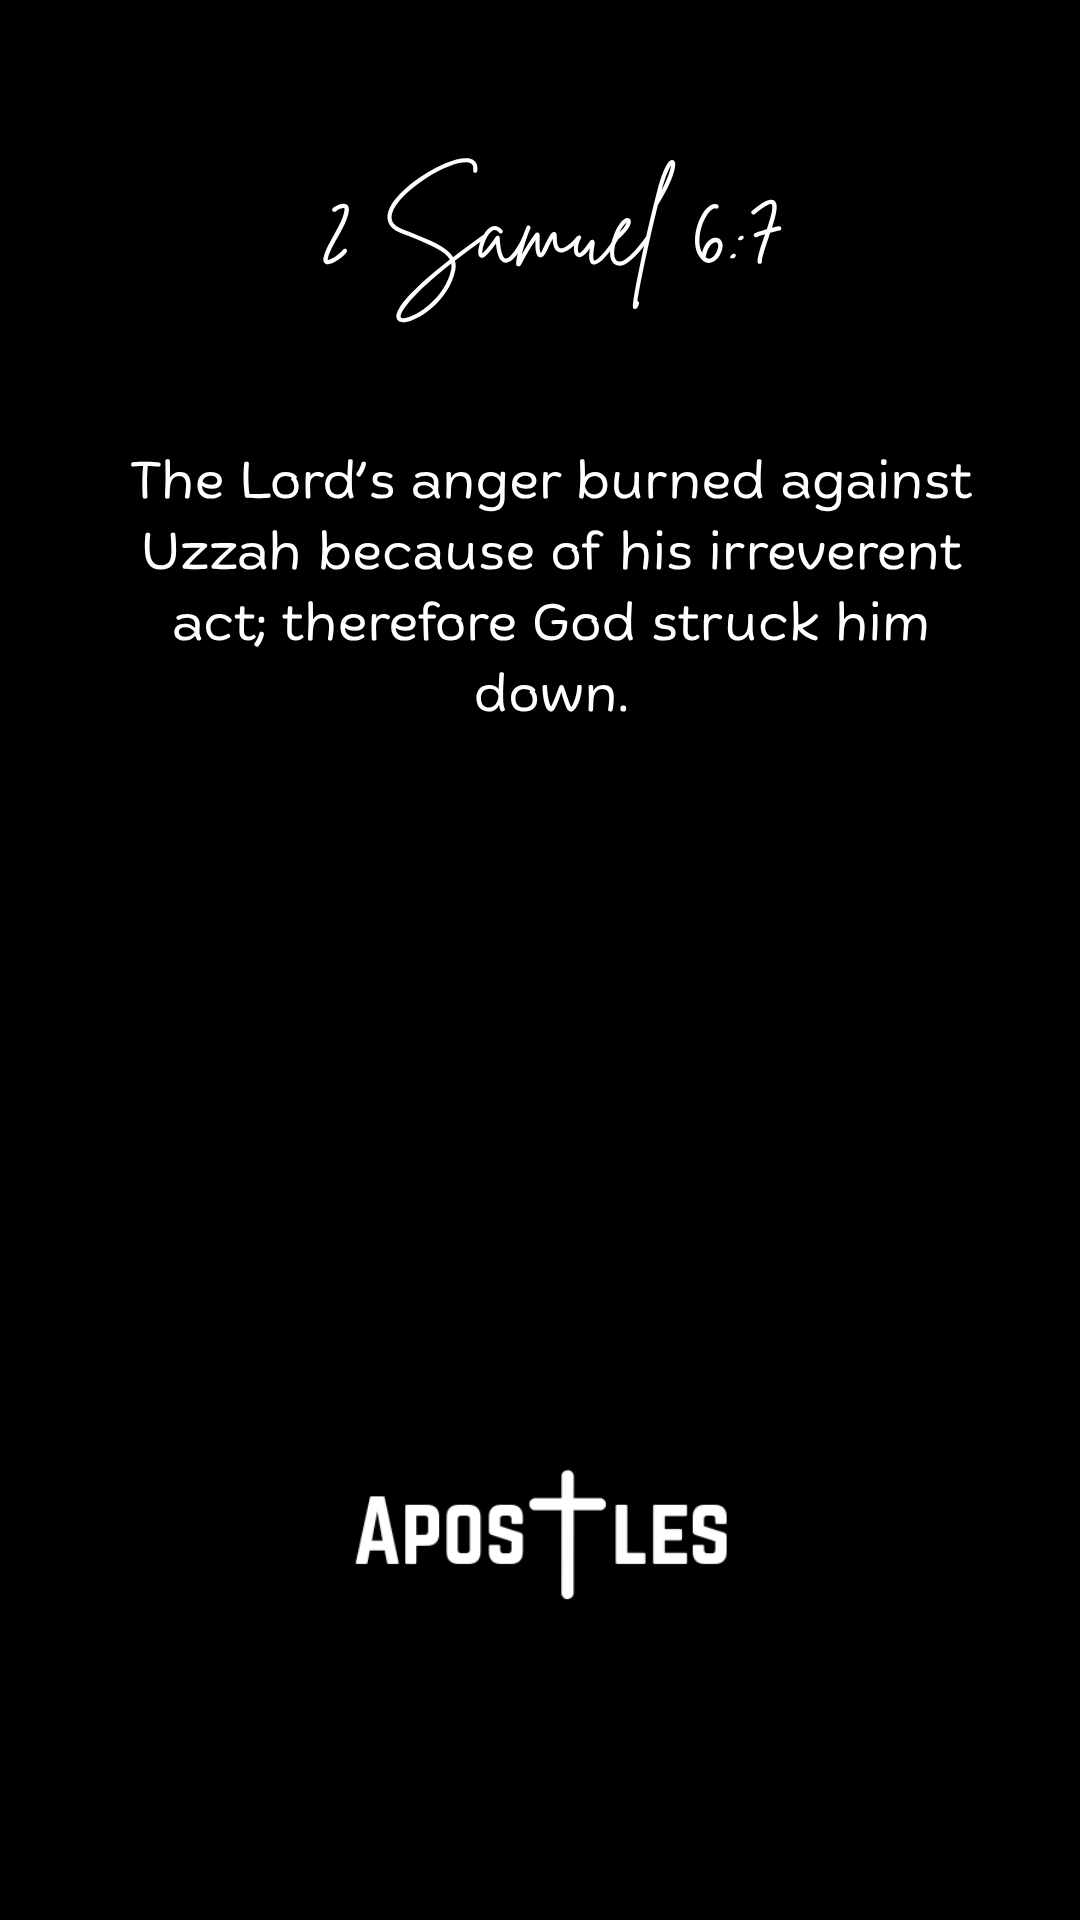 2 Samuel 6:7
The Lord's anger burned against
Uzzah because of his irreverent
act; therefore God struck him
down.
APOSTLES